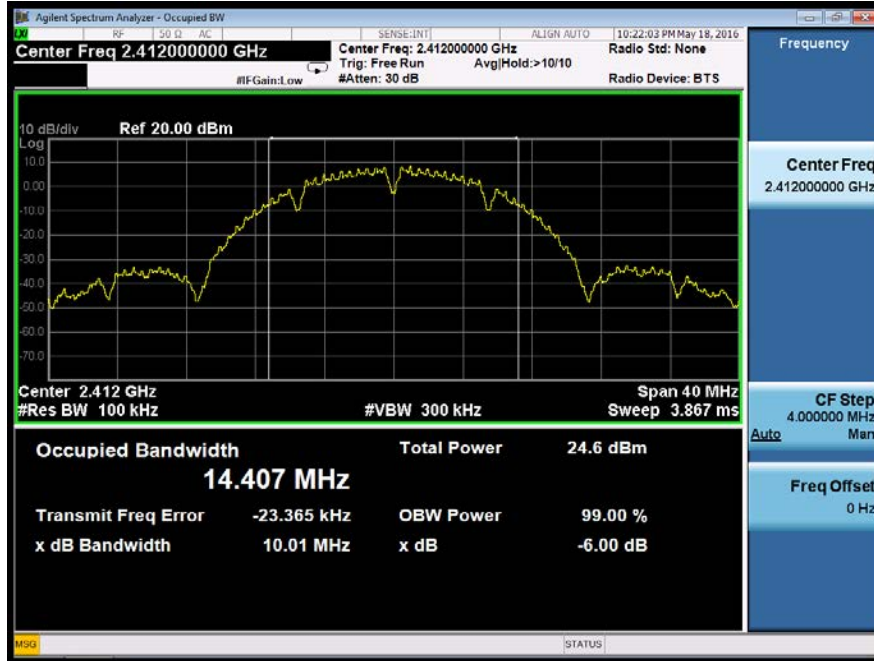 Agilent Spectrum Analyzer - Occupied BW
LXI RF 50 Ω AC SENSE:INT ALIGN AUTO 10:22:03 PM May 18, 2016
Center Freq 2.412000000 GHz
Center Freq: 2.412000000 GHz
Radio Std: None
Trig: Free Run Avg|Hold:>10/10
#IFGain:Low #Atten: 30 dB Radio Device: BTS
Frequency
10 dB/div Ref 20.00 dBm
Log
10.0
0.00
-10.0
-20.0
-30.0
-40.0
-50.0
-60.0
-70.0
Center 2.412 GHz Span 40 MHz
#Res BW 100 kHz #VBW 300 kHz Sweep 3.867 ms
Occupied Bandwidth Total Power 24.6 dBm
14.407 MHz
Transmit Freq Error -23.365 kHz OBW Power 99.00 %
x dB Bandwidth 10.01 MHz x dB -6.00 dB
Center Freq
2.412000000 GHz
CF Step
4.000000 MHz
Auto Man
Freq Offset
0 Hz
MSG STATUS